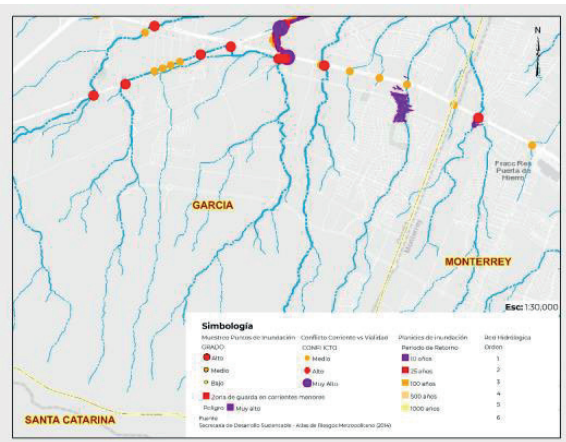 N
Fracc Res
Puerta de
Hierro
GARCIA
Monterrey
MONTERREY
Esc: 1:30,000
SANTA CATARINA
Simbología
Muestreo Puntos de Inundación
GRADO
Alto
Medio
Bajo
Zona de guarda en corrientes menores
Peligro Muy alto
Fuente
Secretaría de Desarrollo Sustentable - Atlas de Riesgos Metropolitano (2014)
Conflicto Corriente vs Vialidad
CONFLICTO
Medio
Alto
Muy Alto
Planicies de inundación
Periodo de Retorno
10 años
25 años
100 años
500 años
1000 años
Red Hidrológica
Orden
1
2
3
4
5
6